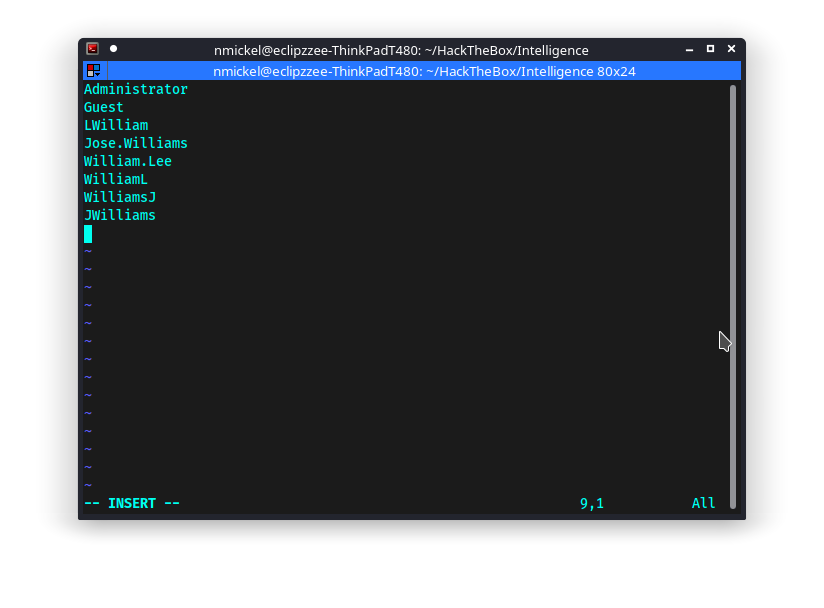 nmickel@eclipzzee-ThinkPadT480: ~/HackTheBox/Intelligence
nmickel@eclipzzee-ThinkPadT480: ~/HackTheBox/Intelligence 80x24
Administrator
Guest
LWilliam
Jose.Williams
William.Lee
WilliamL
WilliamsJ
JWilliams
~
~
~
~
~
~
~
~
~
~
~
~
~
~
-- INSERT -- 9,1 All